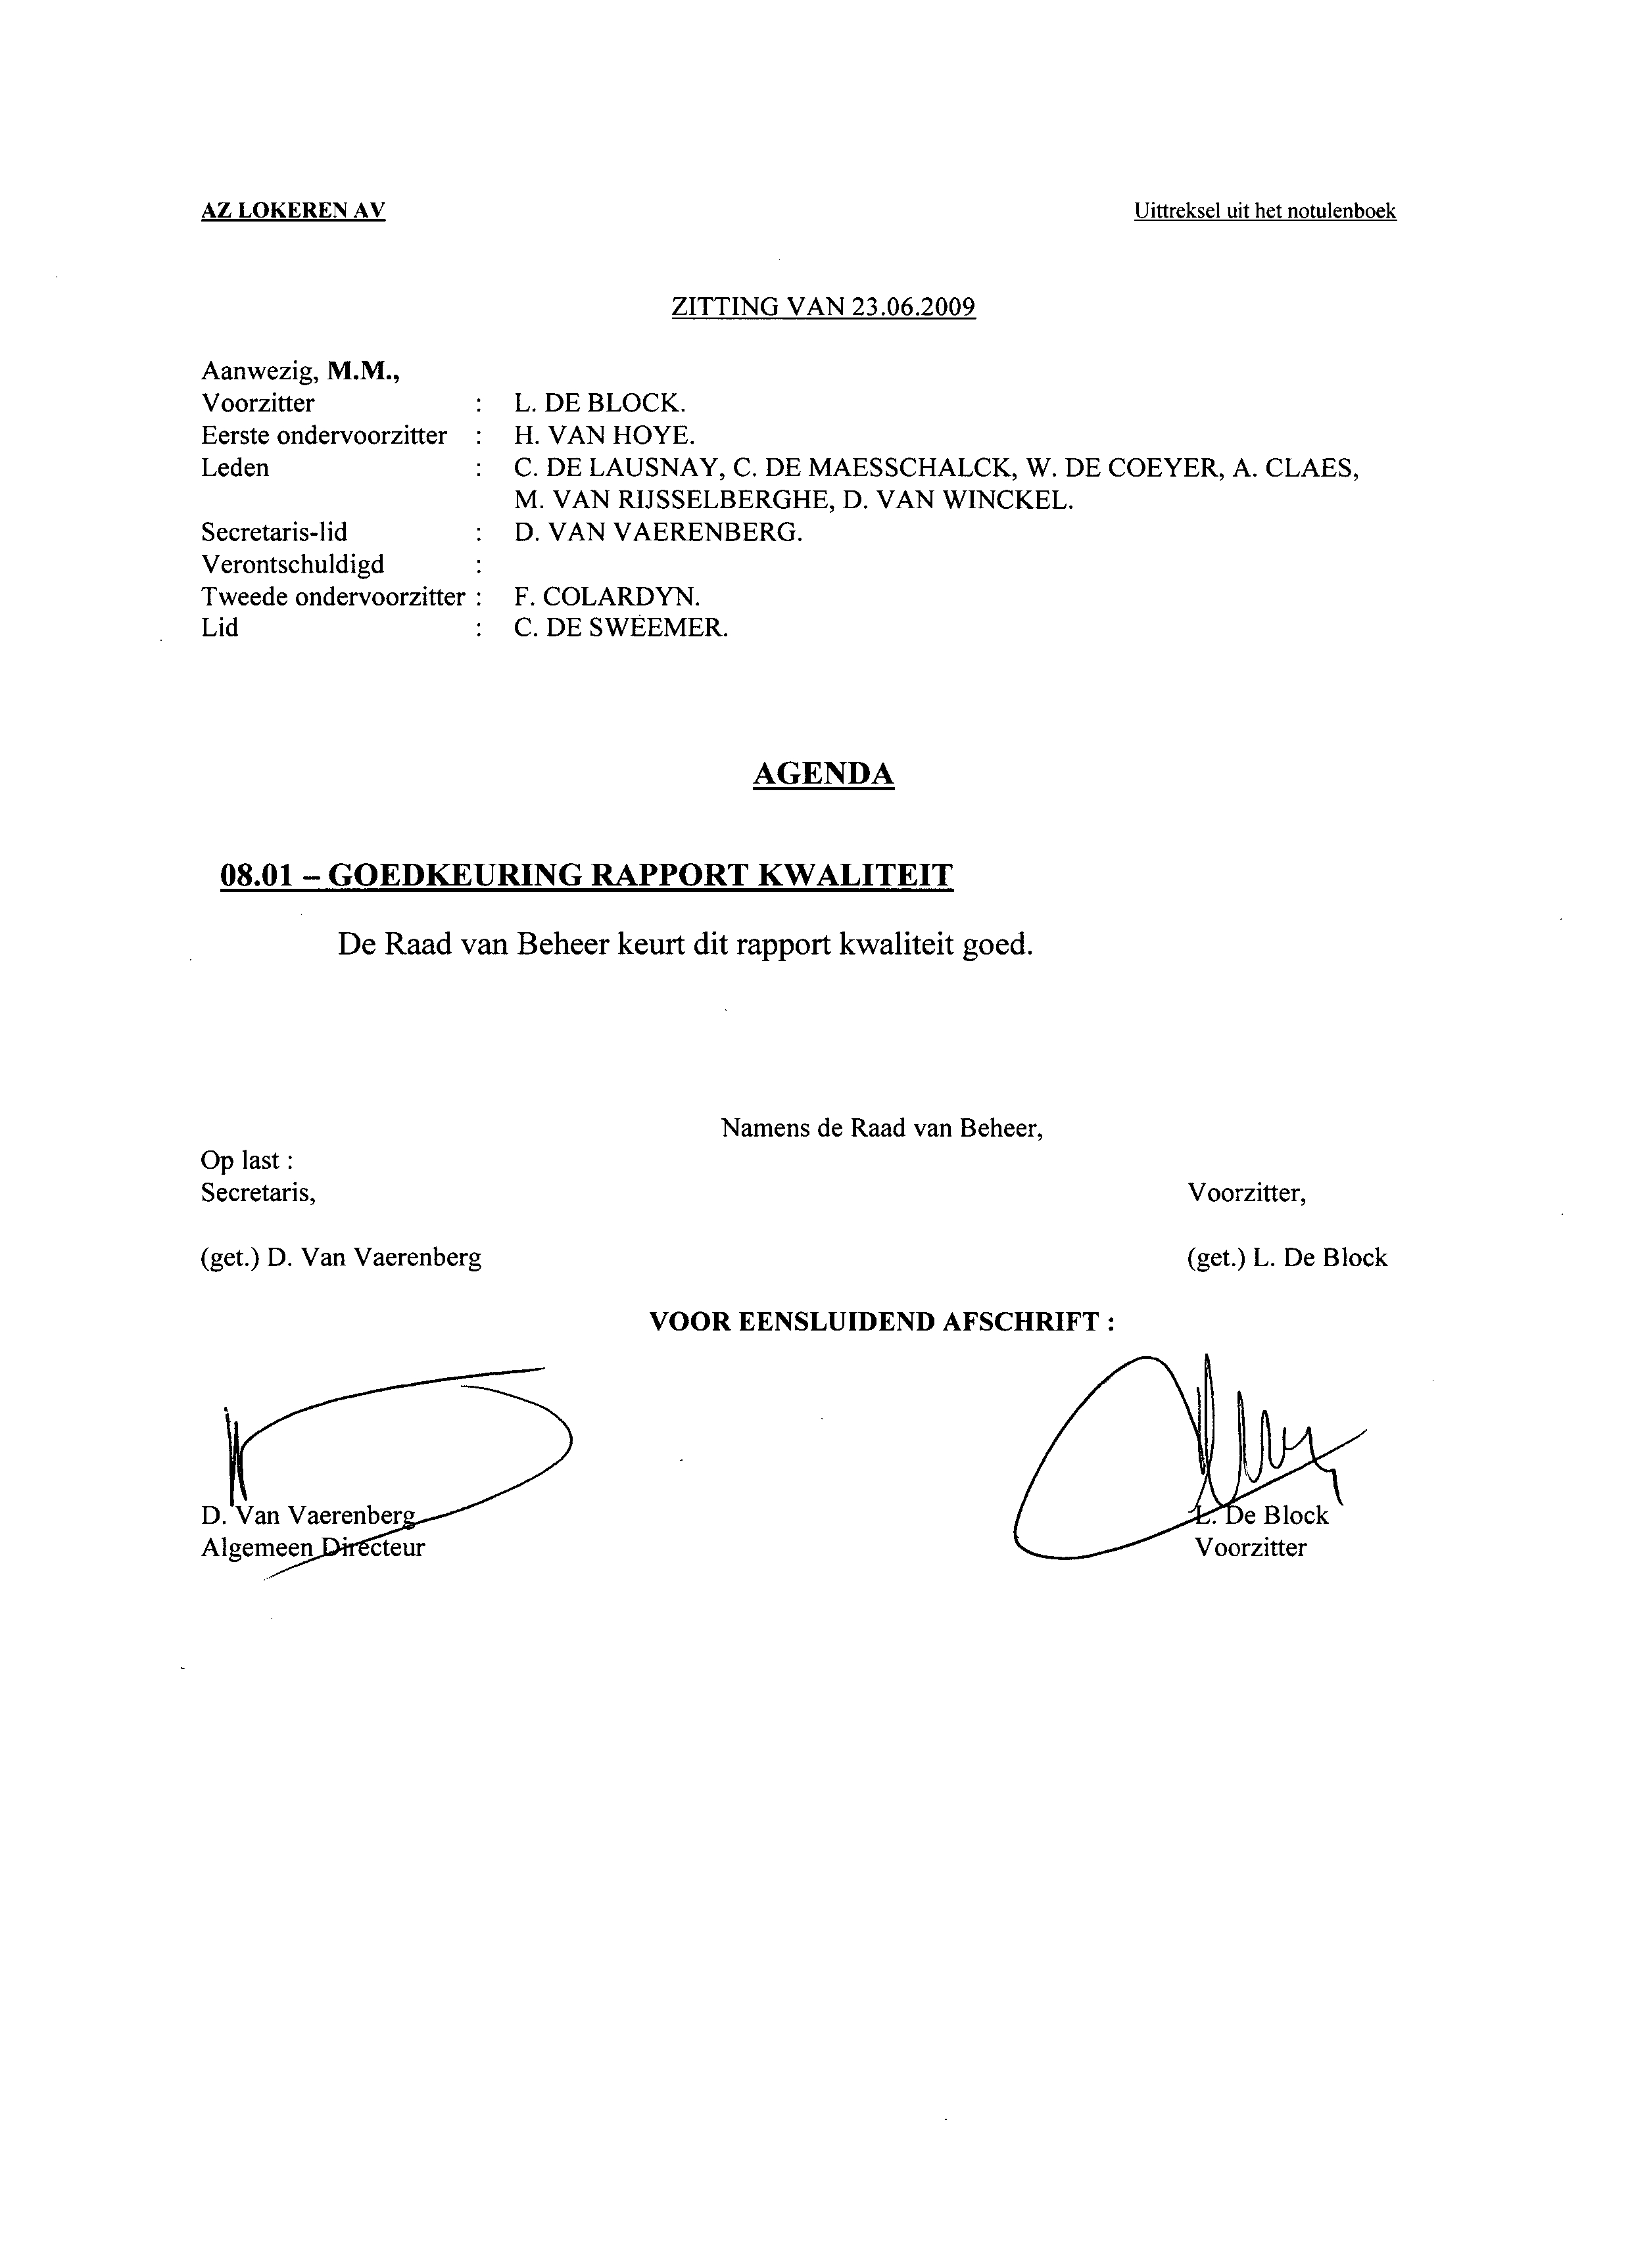 AZ LOKEREN AV Uittreksel uit het notulenboek
ZITTING VAN 23.06.2009
Aanwezig, M.M.,
Voorzitter : L. DE BLOCK.
Eerste ondervoorzitter : H. VAN HOYE.
Leden : C. DE LAUSNAY, C. DE MAESSCHALCK, W. DE COEYER, A. CLAES,
M. VAN RIJSSELBERGHE, D. VAN WINCKEL.
Secretaris-lid : D. VAN VAERENBERG.
Verontschuldigd :
Tweede ondervoorzitter : F. COLARDYN.
Lid : C. DE SWEEMER.
AGENDA
08.01 – GOEDKEURING RAPPORT KWALITEIT
De Raad van Beheer keurt dit rapport kwaliteit goed.
Namens de Raad van Beheer,
Op last :
Secretaris, Voorzitter,
(get.) D. Van Vaerenberg (get.) L. De Block
VOOR EENSLUIDEND AFSCHRIFT :
D. Van Vaerenberg L. De Block
Algemeen Directeur Voorzitter